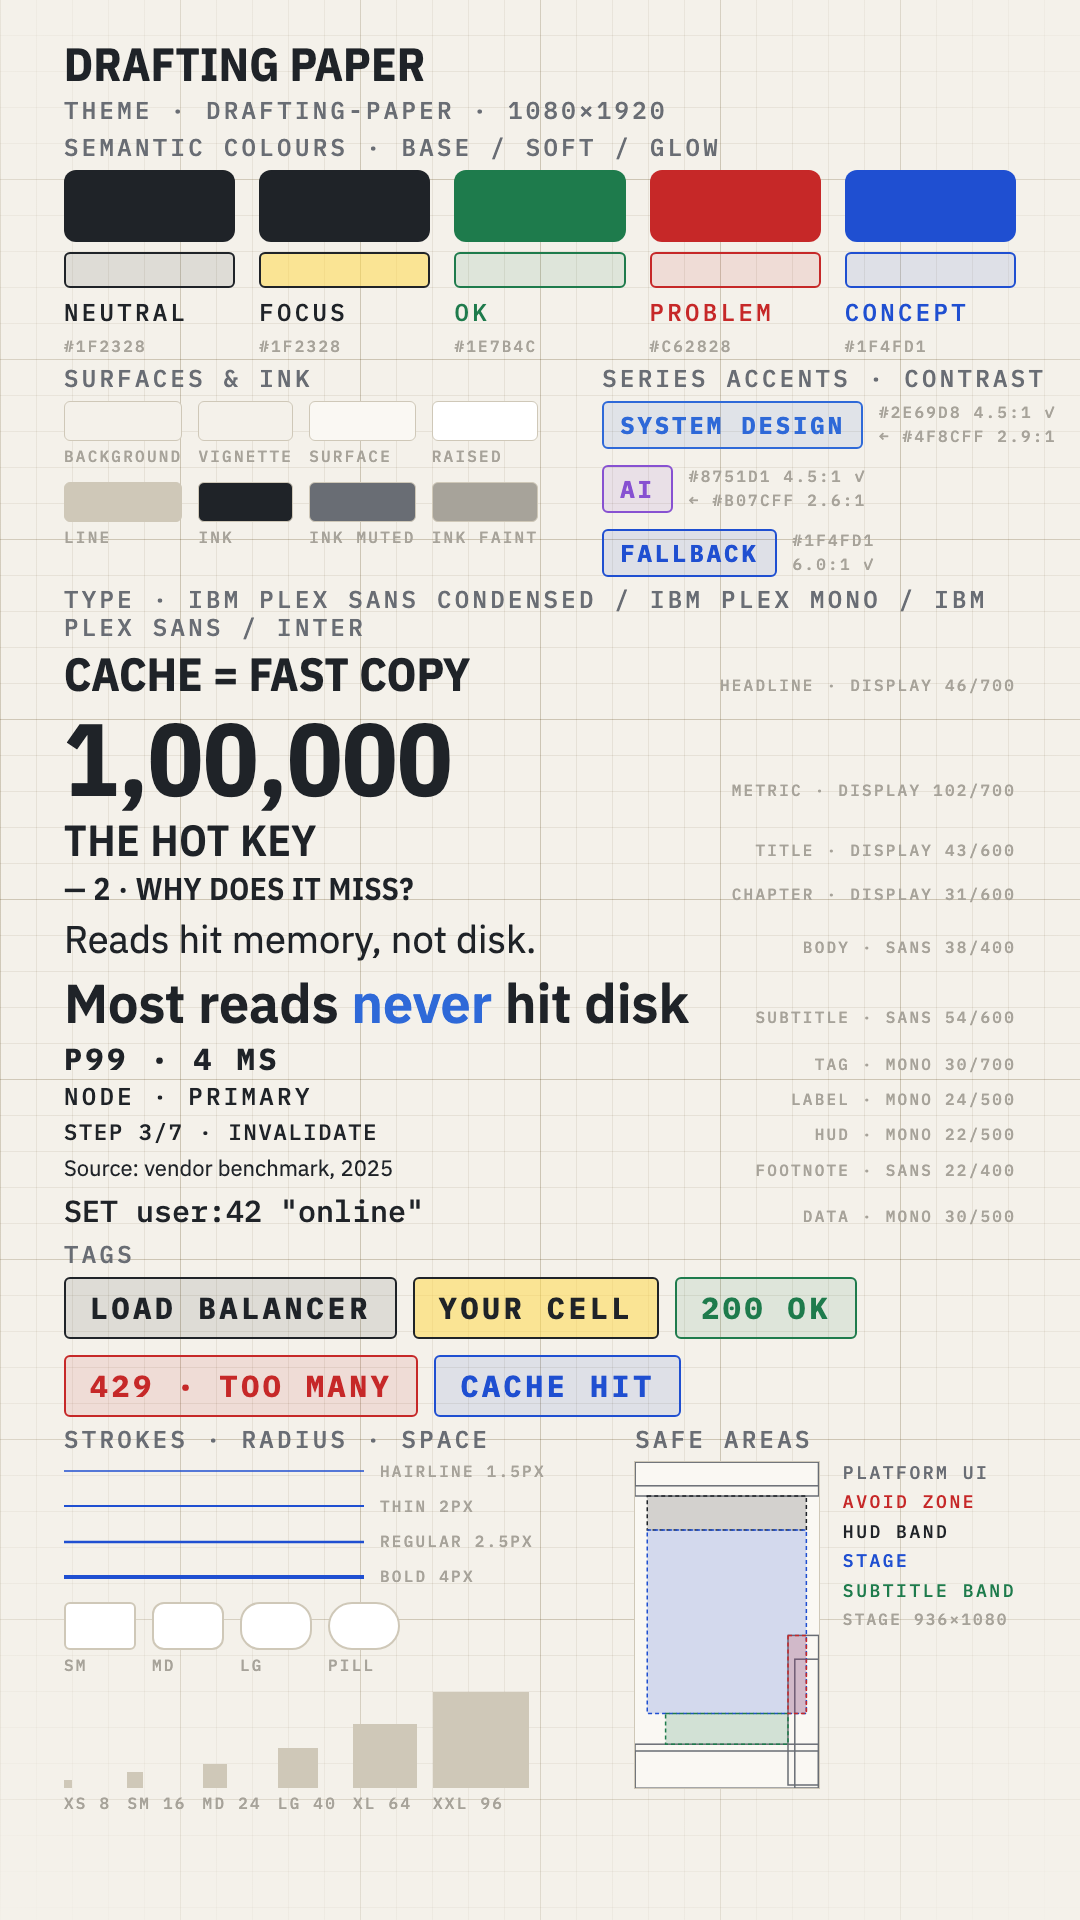 DRAFTING PAPER
THEME · DRAFTING-PAPER · 1080×1920
SEMANTIC COLOURS · BASE / SOFT / GLOW
NEUTRAL FOCUS OK PROBLEM CONCEPT
#1F2328 #1F2328 #1E7B4C #C62828 #1F4FD1
SURFACES & INK
BACKGROUND VIGNETTE SURFACE RAISED
LINE INK INK MUTED INK FAINT
SERIES ACCENTS · CONTRAST
SYSTEM DESIGN #2E69D8 4.5:1 ✓
← #4F8CFF 2.9:1
AI #8751D1 4.5:1 ✓
← #B07CFF 2.6:1
FALLBACK #1F4FD1
6.0:1 ✓
TYPE · IBM PLEX SANS CONDENSED / IBM PLEX MONO / IBM
PLEX SANS / INTER
CACHE = FAST COPY HEADLINE · DISPLAY 46/700
1,00,000 METRIC · DISPLAY 102/700
THE HOT KEY TITLE · DISPLAY 43/600
— 2 · WHY DOES IT MISS? CHAPTER · DISPLAY 31/600
Reads hit memory, not disk. BODY · SANS 38/400
Most reads never hit disk SUBTITLE · SANS 54/600
P99 · 4 MS TAG · MONO 30/700
NODE · PRIMARY LABEL · MONO 24/500
STEP 3/7 · INVALIDATE HUD · MONO 22/500
Source: vendor benchmark, 2025 FOOTNOTE · SANS 22/400
SET user:42 "online" DATA · MONO 30/500
TAGS
LOAD BALANCER YOUR CELL 200 OK
429 · TOO MANY CACHE HIT
STROKES · RADIUS · SPACE
HAIRLINE 1.5PX
THIN 2PX
REGULAR 2.5PX
BOLD 4PX
SM MD LG PILL
XS 8 SM 16 MD 24 LG 40 XL 64 XXL 96
SAFE AREAS
PLATFORM UI
AVOID ZONE
HUD BAND
STAGE
SUBTITLE BAND
STAGE 936×1080